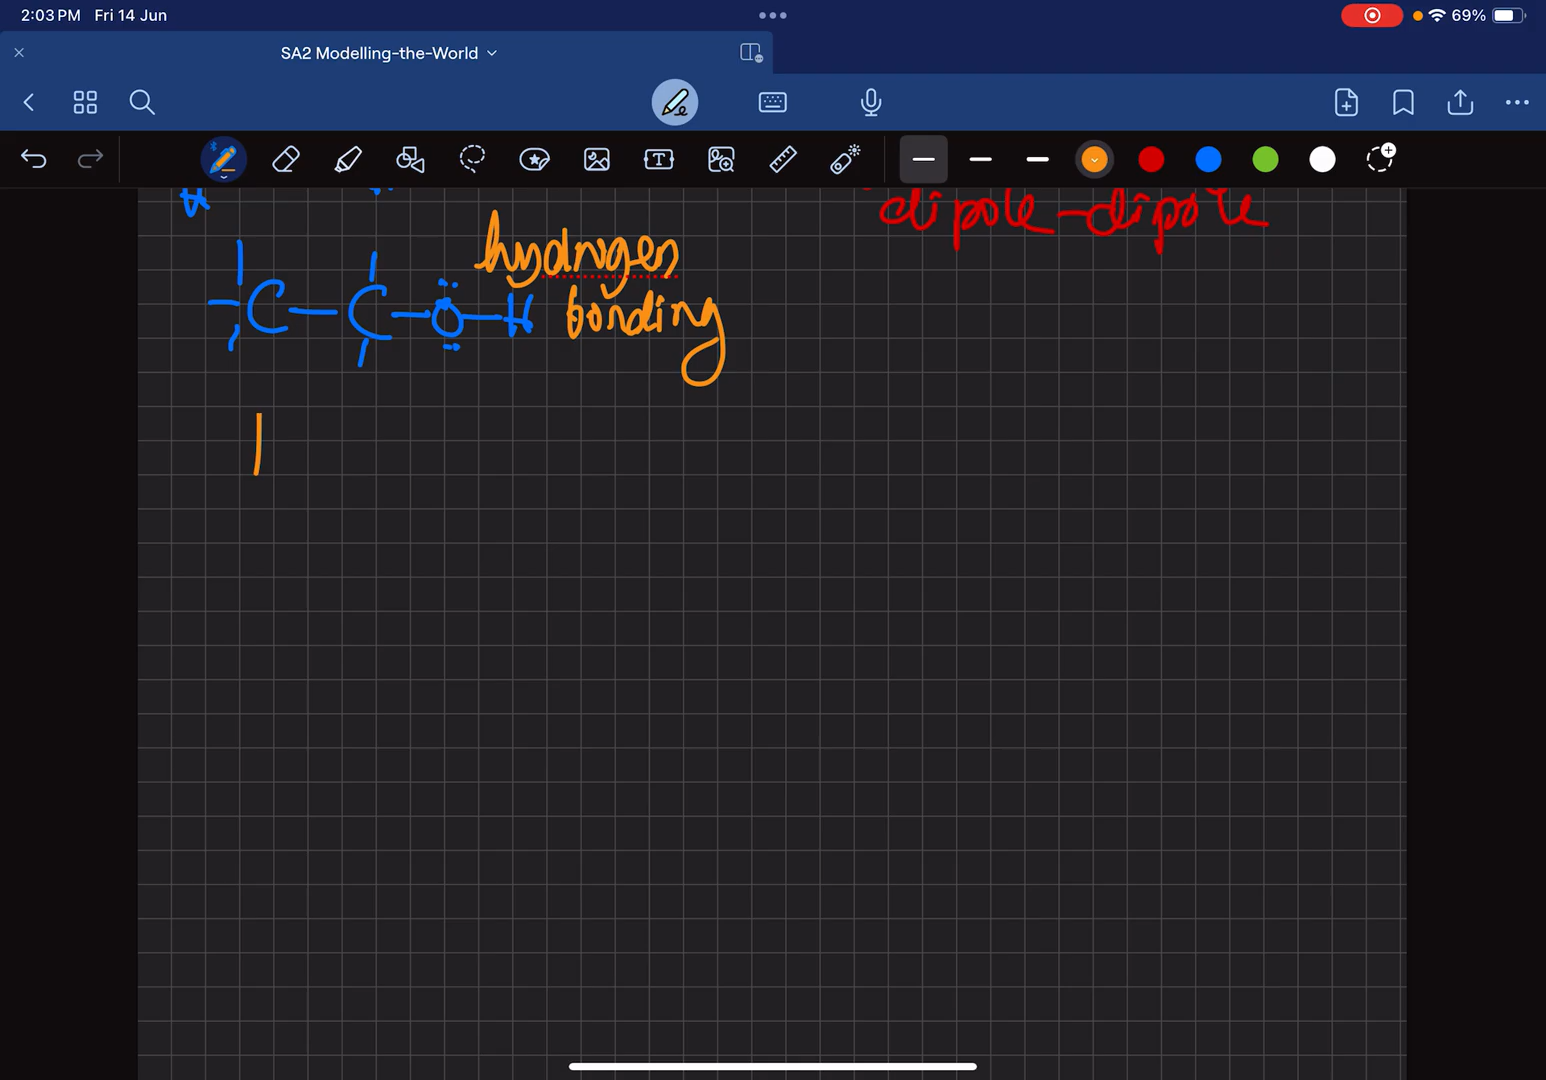 2:03 PM Fri 14 Jun
69%
SA2 Modelling-the-World
T
dipole-dipole
hydrogen
C-C-O-H bonding